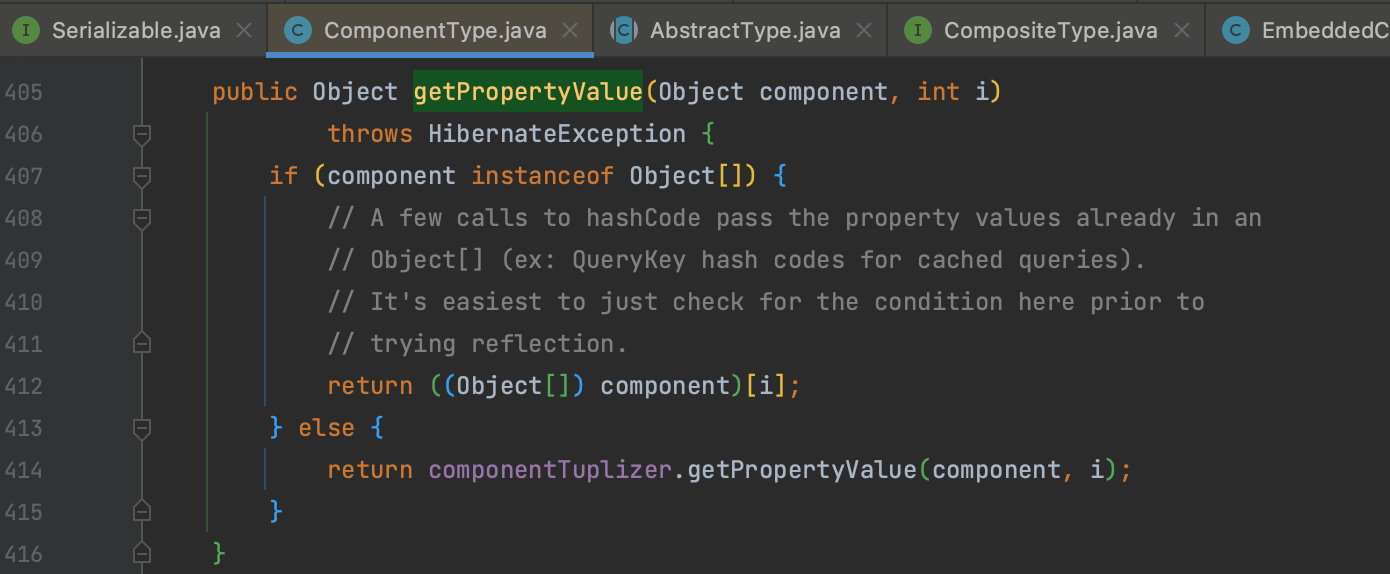 I Serializable.java × C ComponentType.java × C AbstractType.java × I CompositeType.java × C EmbeddedC
405 public Object getPropertyValue(Object component, int i)
406 throws HibernateException {
407 if (component instanceof Object[]) {
408 // A few calls to hashCode pass the property values already in an
409 // Object[] (ex: QueryKey hash codes for cached queries).
410 // It's easiest to just check for the condition here prior to
411 // trying reflection.
412 return ((Object[]) component)[i];
413 } else {
414 return componentTuplizer.getPropertyValue(component, i);
415 }
416 }